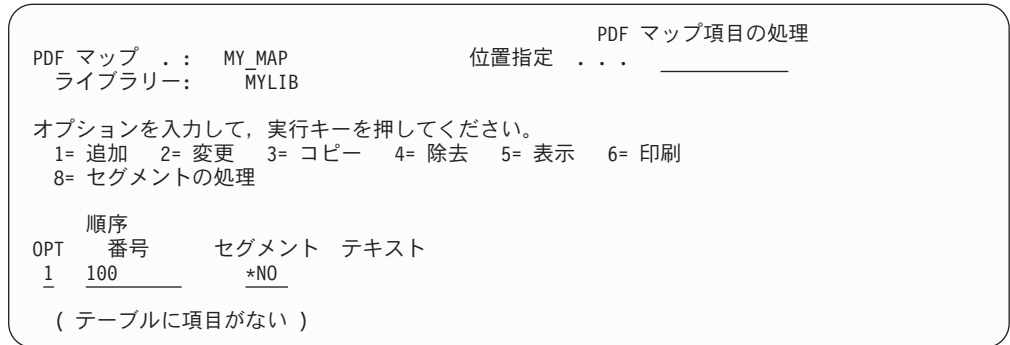 PDF マップ項目の処理
PDF マップ . : MY_MAP 位置指定 . . . ____________
ライブラリー: MYLIB
オプションを入力して, 実行キーを押してください。
1= 追加 2= 変更 3= コピー 4= 除去 5= 表示 6= 印刷
8= セグメントの処理
順序
OPT 番号 セグメント テキスト
1 100 *NO
( テーブルに項目がない )